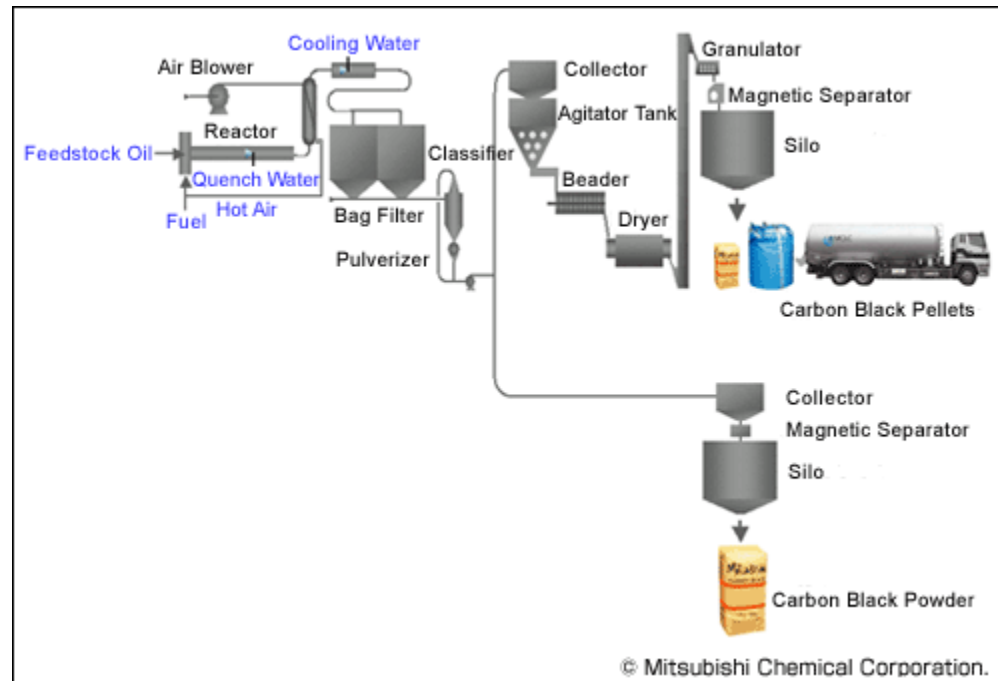 Cooling Water
Air Blower
Reactor
Feedstock Oil
Quench Water
Hot Air
Fuel
Bag Filter
Classifier
Pulverizer
Collector
Agitator Tank
Beader
Dryer
Granulator
Magnetic Separator
Silo
Carbon Black Pellets
Collector
Magnetic Separator
Silo
Carbon Black Powder
© Mitsubishi Chemical Corporation.